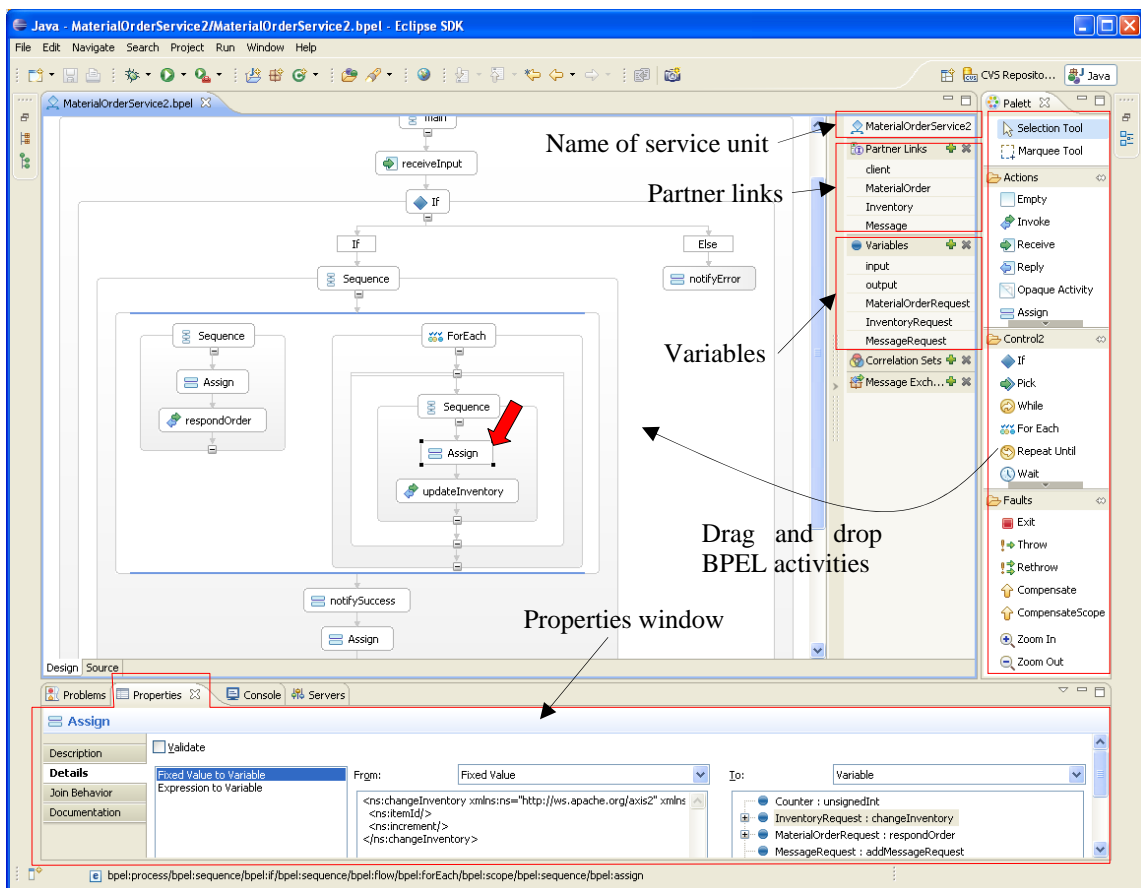 Java - MaterialOrderService2/MaterialOrderService2.bpel - Eclipse SDK
File Edit Navigate Search Project Run Window Help
CVS Reposito... Java
MaterialOrderService2.bpel
main
receiveInput
If
If
Else
Sequence
notifyError
Sequence
ForEach
Assign
Sequence
respondOrder
Assign
updateInventory
notifySuccess
Assign
Design Source
Name of service unit
Partner links
Variables
Drag and drop
BPEL activities
Properties window
MaterialOrderService2
Partner Links
client
MaterialOrder
Inventory
Message
Variables
input
output
MaterialOrderRequest
InventoryRequest
MessageRequest
Correlation Sets
Message Exch...
Palett
Selection Tool
Marquee Tool
Actions
Empty
Invoke
Receive
Reply
Opaque Activity
Assign
Control2
If
Pick
While
For Each
Repeat Until
Wait
Faults
Exit
Throw
Rethrow
Compensate
CompensateScope
Zoom In
Zoom Out
Problems Properties Console Servers
Assign
Description
Details
Join Behavior
Documentation
Validate
Fixed Value to Variable
Expression to Variable
From: Fixed Value
<ns:changeInventory xmlns:ns="http://ws.apache.org/axis2" xmlns
<ns:itemId/>
<ns:increment/>
</ns:changeInventory>
To: Variable
Counter : unsignedInt
InventoryRequest : changeInventory
MaterialOrderRequest : respondOrder
MessageRequest : addMessageRequest
bpel:process/bpel:sequence/bpel:if/bpel:sequence/bpel:flow/bpel:forEach/bpel:scope/bpel:sequence/bpel:assign